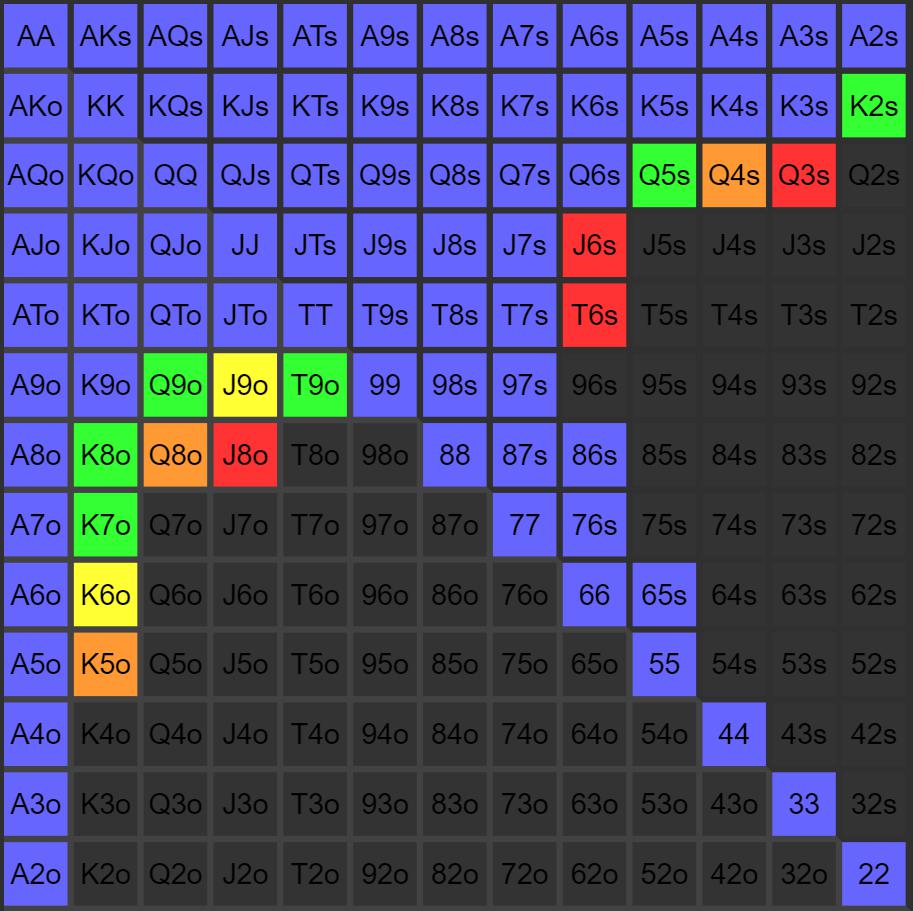 AA AKs AQs AJs ATs A9s A8s A7s A6s A5s A4s A3s A2s
AKo KK KQs KJs KTs K9s K8s K7s K6s K5s K4s K3s K2s
AQo KQo QQ QJs QTs Q9s Q8s Q7s Q6s Q5s Q4s Q3s Q2s
AJo KJo QJo JJ JTs J9s J8s J7s J6s J5s J4s J3s J2s
ATo KTo QTo JTo TT T9s T8s T7s T6s T5s T4s T3s T2s
A9o K9o Q9o J9o T9o 99 98s 97s 96s 95s 94s 93s 92s
A8o K8o Q8o J8o T8o 98o 88 87s 86s 85s 84s 83s 82s
A7o K7o Q7o J7o T7o 97o 87o 77 76s 75s 74s 73s 72s
A6o K6o Q6o J6o T6o 96o 86o 76o 66 65s 64s 63s 62s
A5o K5o Q5o J5o T5o 95o 85o 75o 65o 55 54s 53s 52s
A4o K4o Q4o J4o T4o 94o 84o 74o 64o 54o 44 43s 42s
A3o K3o Q3o J3o T3o 93o 83o 73o 63o 53o 43o 33 32s
A2o K2o Q2o J2o T2o 92o 82o 72o 62o 52o 42o 32o 22